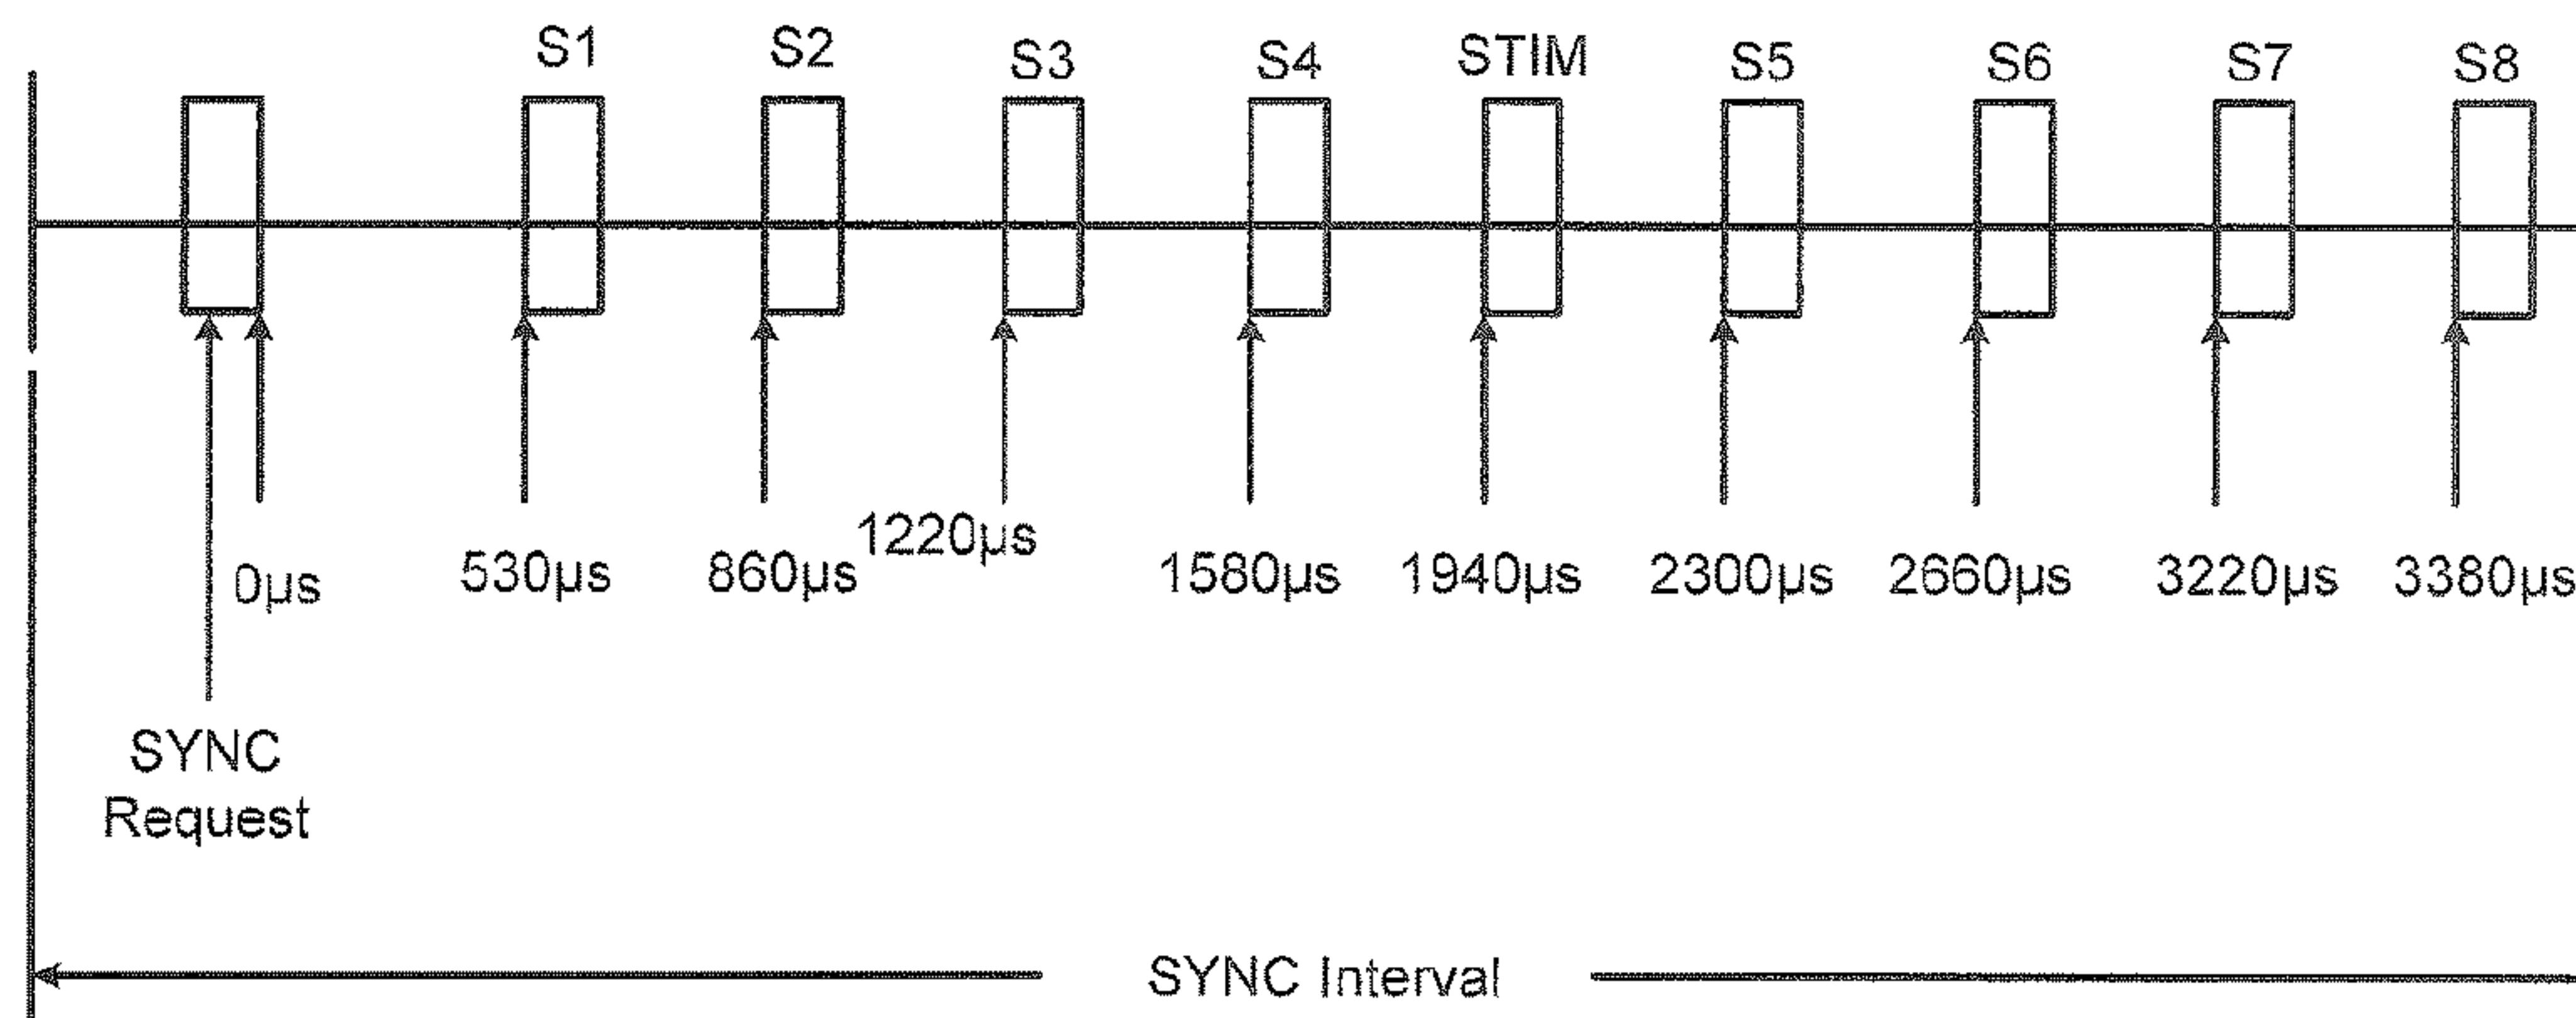 S1 S2 S3 S4 STIM S5 S6 S7 S8
0µs 530µs 860µs 1220µs 1580µs 1940µs 2300µs 2660µs 3220µs 3380µs
SYNC
Request
SYNC Interval